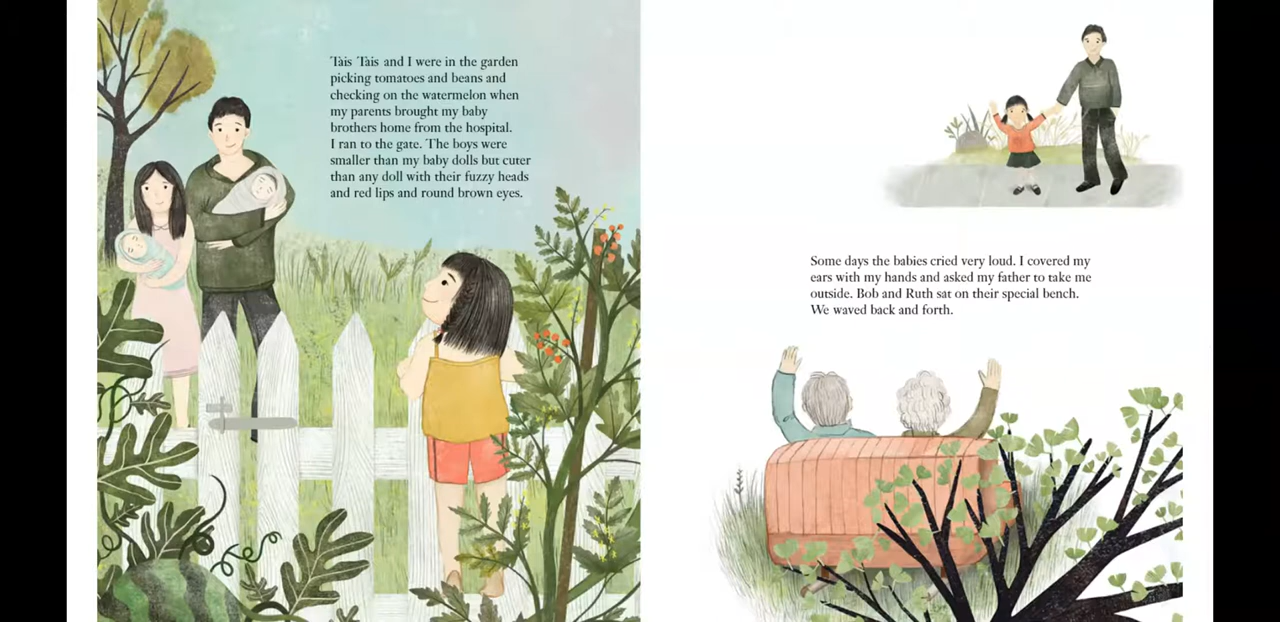 Tais Tais and I were in the garden
picking tomatoes and beans and
checking on the watermelon when
my parents brought my baby
brothers home from the hospital.
I ran to the gate. The boys were
smaller than my baby dolls but cuter
than any doll with their fuzzy heads
and red lips and round brown eyes.
Some days the babies cried very loud. I covered my
ears with my hands and asked my father to take me
outside. Bob and Ruth sat on their special bench.
We waved back and forth.